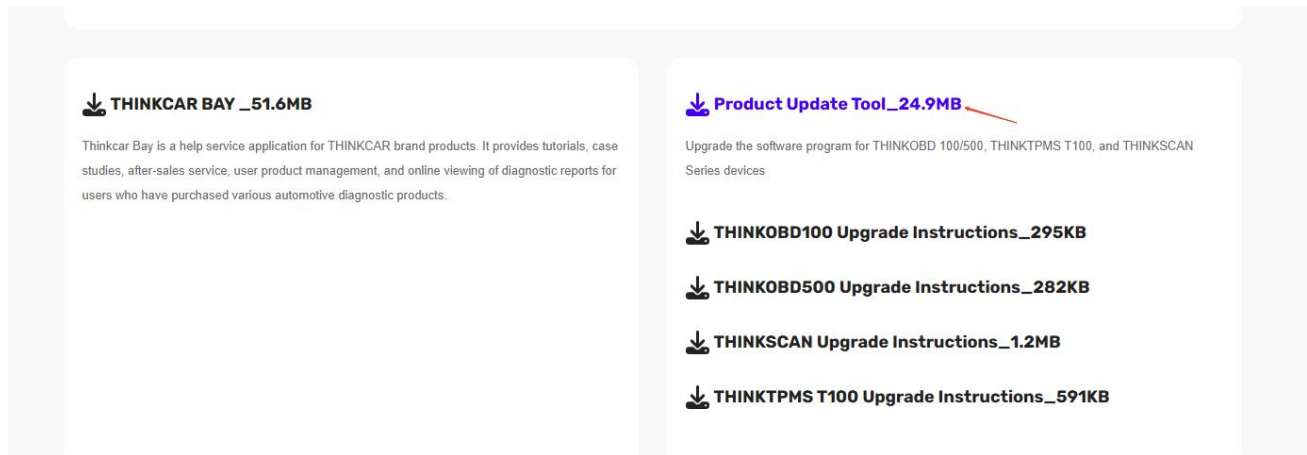 THINKCAR BAY _51.6MB
Thinkcar Bay is a help service application for THINKCAR brand products. It provides tutorials, case
studies, after-sales service, user product management, and online viewing of diagnostic reports for
users who have purchased various automotive diagnostic products.
Product Update Tool_24.9MB
Upgrade the software program for THINKOBD 100/500, THINKTPMS T100, and THINKSCAN
Series devices
THINKOBD100 Upgrade Instructions_295KB
THINKOBD500 Upgrade Instructions_282KB
THINKSCAN Upgrade Instructions_1.2MB
THINKTPMS T100 Upgrade Instructions_591KB